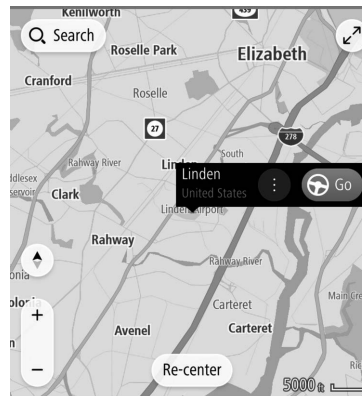 Kenilworth
439
Search
Roselle Park
Elizabeth
Cranford
Roselle
27
278
South
Rahway River
Linden
Linden
United States
Go
Clark
Linden Airport
Rahway
Rahway River
Carteret
Carteret
Avenel
Re-center
5000 ft